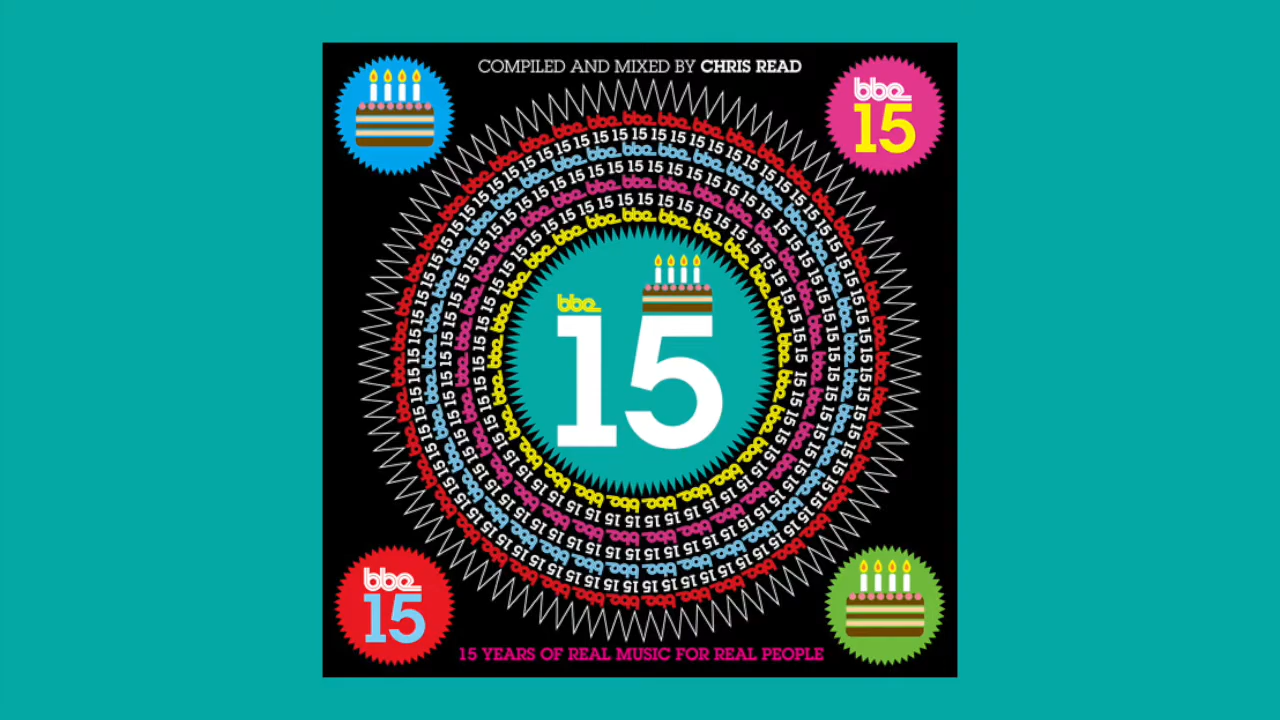 COMPILED AND MIXED BY CHRIS READ
bbe
15
bbe
15
bbe
15
15 YEARS OF REAL MUSIC FOR REAL PEOPLE